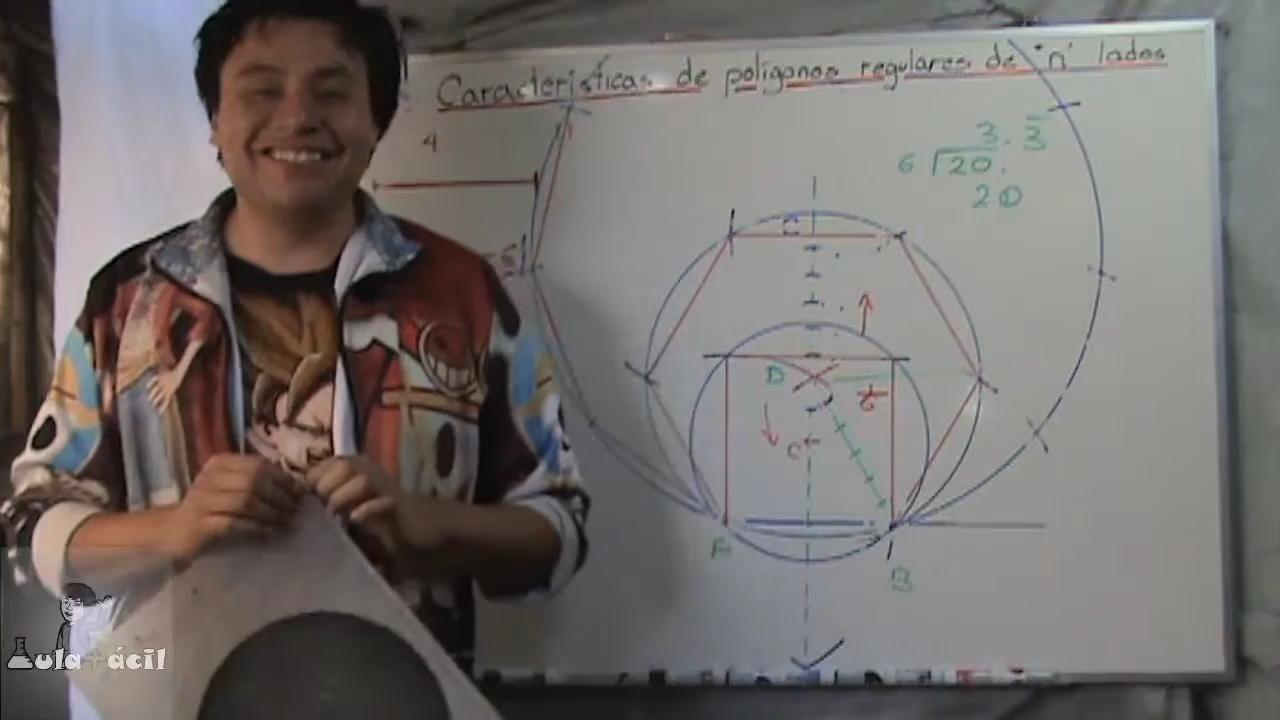 Características de polígonos regulares de "n" lados
4
3.3̅
6 20.
20
C
D
C
A
B
Aula Fácil